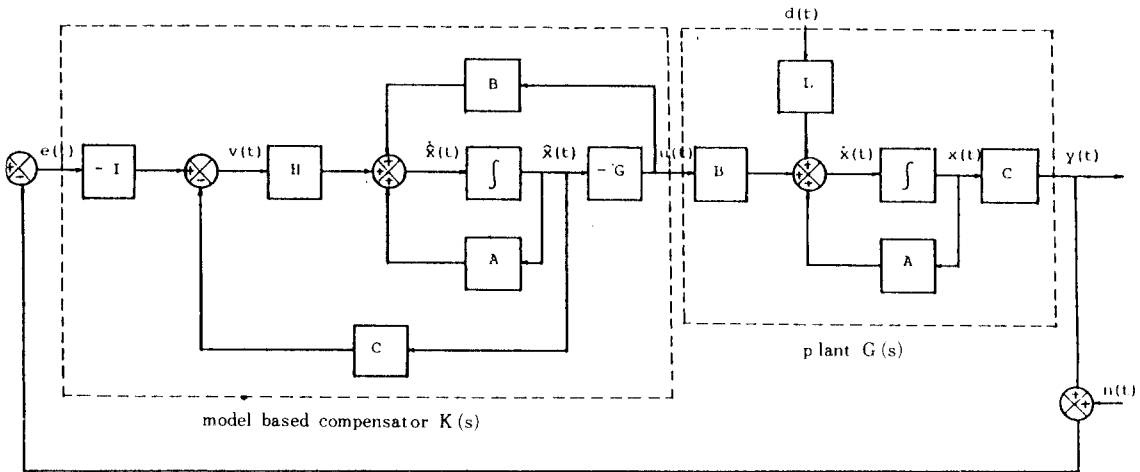 d(t)
B
L
e(t)
- I
v(t)
H
x̂̇(t)
∫
x̂(t)
- G
u(t)
B
ẋ(t)
∫
x(t)
C
y(t)
A
A
C
plant G(s)
n(t)
model based compensator K(s)